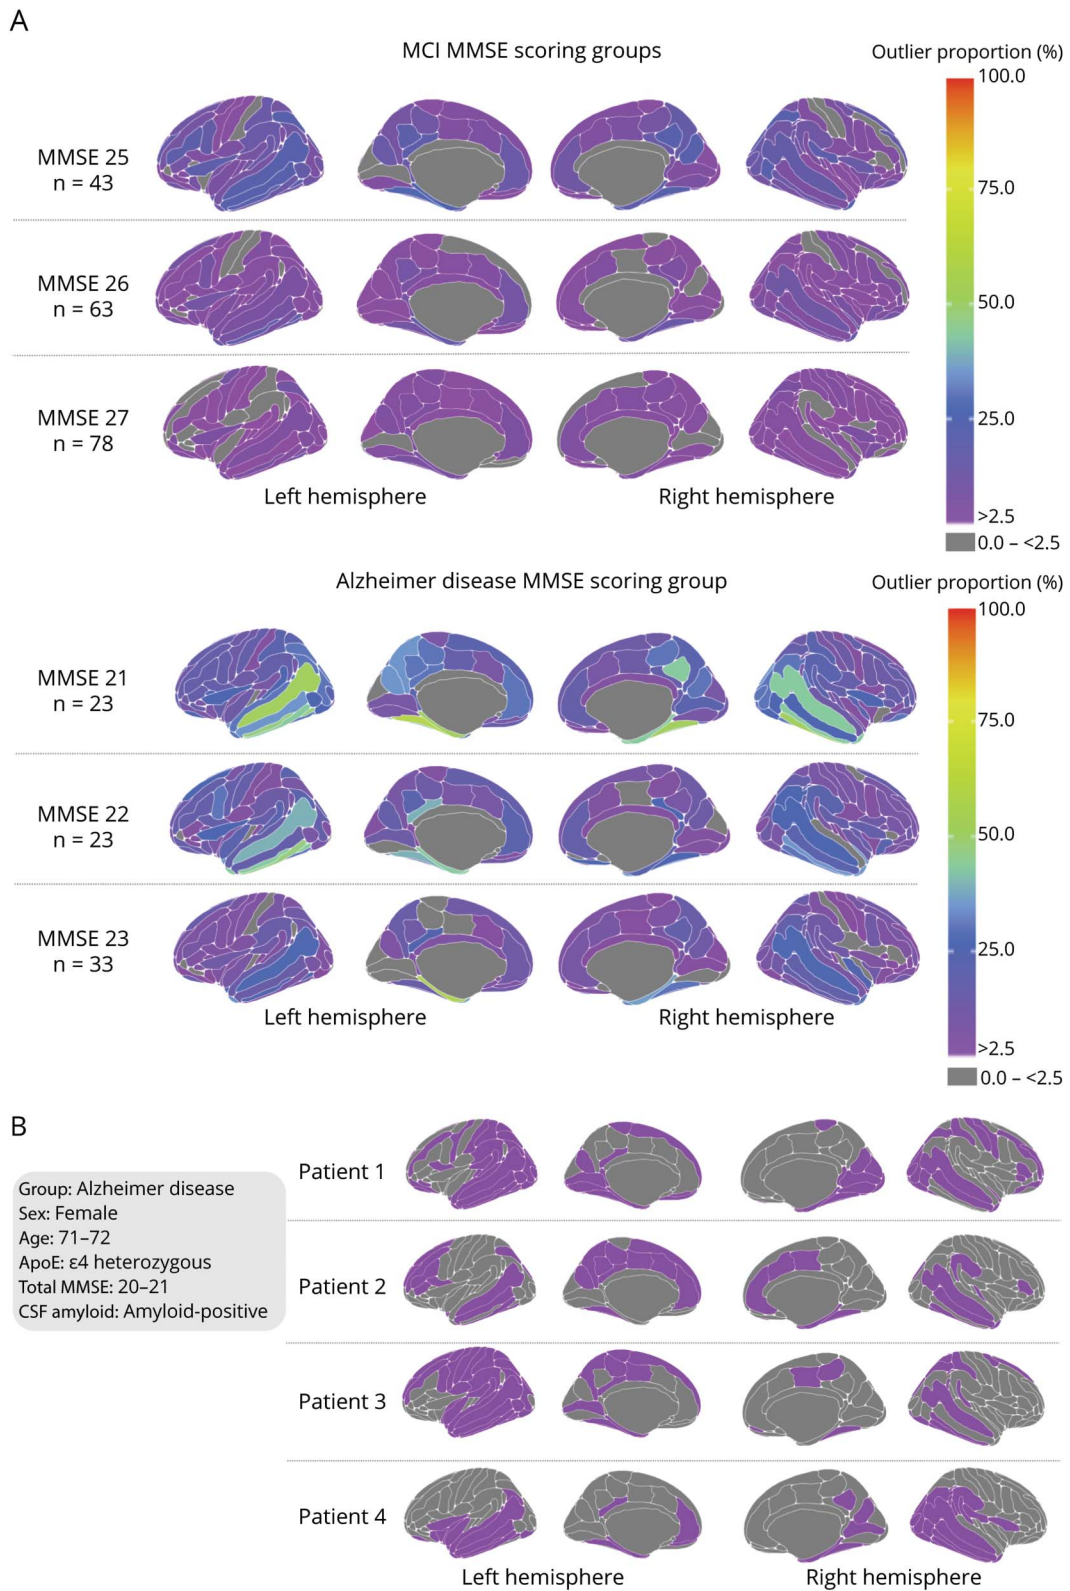 A
MCI MMSE scoring groups
Outlier proportion (%)
100.0
75.0
50.0
25.0
>2.5
0.0 – <2.5
MMSE 25
n = 43
MMSE 26
n = 63
MMSE 27
n = 78
Left hemisphere
Right hemisphere
Alzheimer disease MMSE scoring group
Outlier proportion (%)
100.0
75.0
50.0
25.0
>2.5
0.0 – <2.5
MMSE 21
n = 23
MMSE 22
n = 23
MMSE 23
n = 33
Left hemisphere
Right hemisphere
B
Group: Alzheimer disease
Sex: Female
Age: 71–72
ApoE: ε4 heterozygous
Total MMSE: 20–21
CSF amyloid: Amyloid-positive
Patient 1
Patient 2
Patient 3
Patient 4
Left hemisphere
Right hemisphere